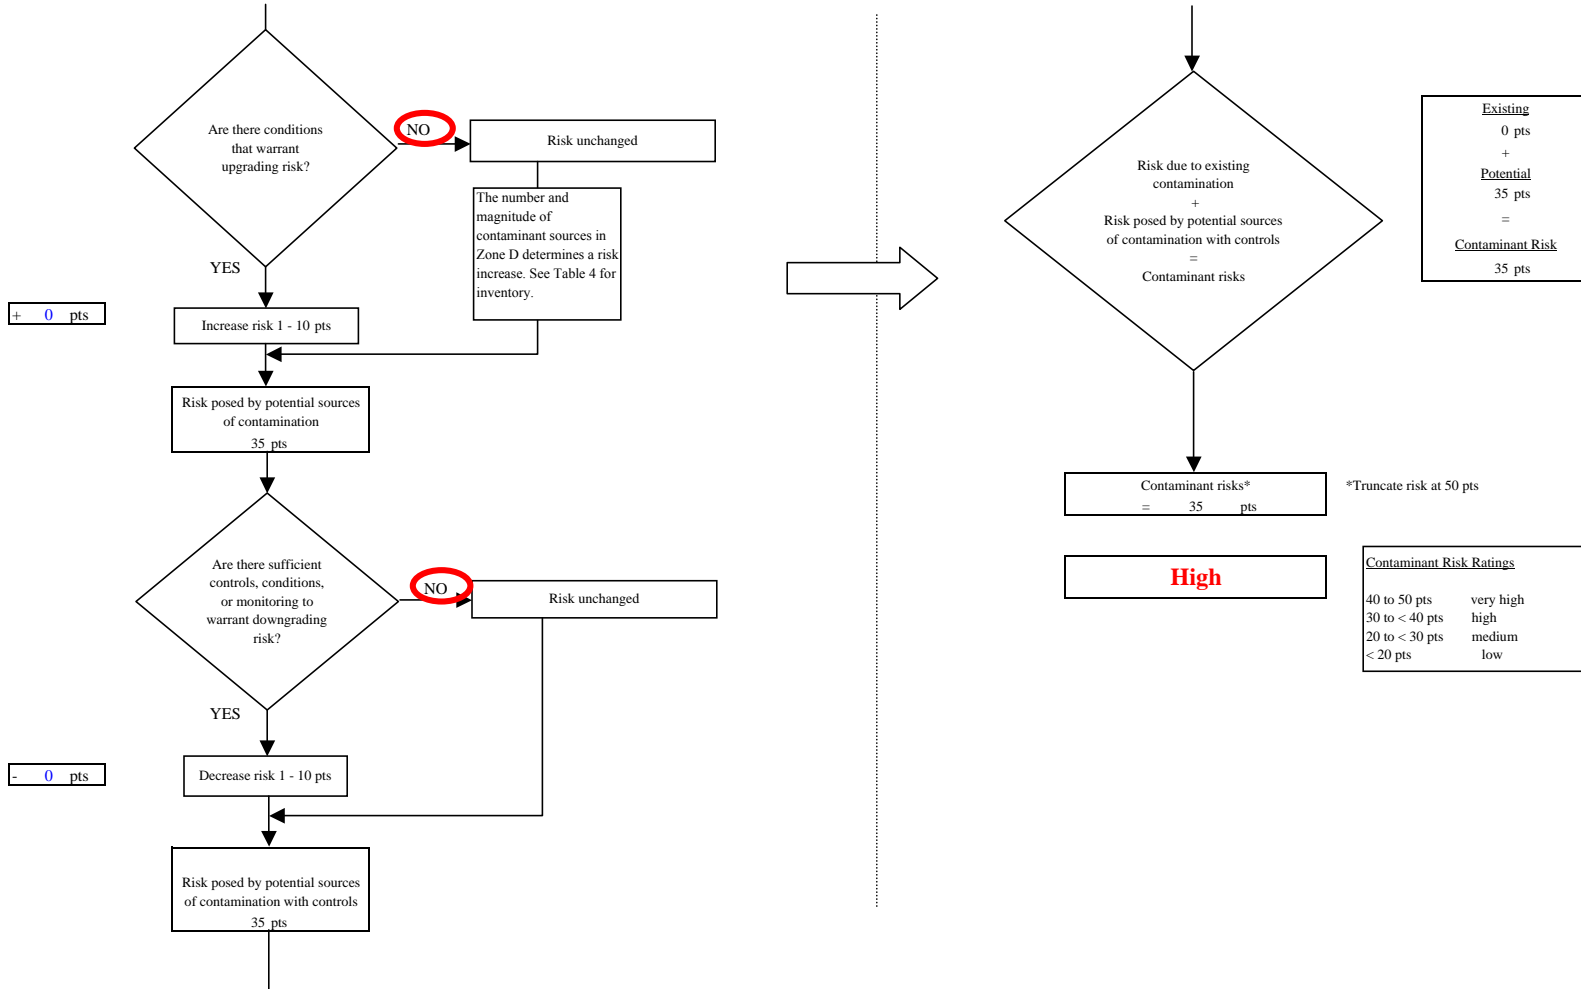 Are there conditions
that warrant
upgrading risk?
NO
Risk unchanged
The number and
magnitude of
contaminant sources in
Zone D determines a risk
increase. See Table 4 for
inventory.
YES
+ 0 pts
Increase risk 1 - 10 pts
Risk posed by potential sources
of contamination
35 pts
Are there sufficient
controls, conditions,
or monitoring to
warrant downgrading
risk?
NO
Risk unchanged
YES
- 0 pts
Decrease risk 1 - 10 pts
Risk posed by potential sources
of contamination with controls
35 pts
Risk due to existing
contamination
+
Risk posed by potential sources
of contamination with controls
=
Contaminant risks
Existing
0 pts
+
Potential
35 pts
=
Contaminant Risk
35 pts
Contaminant risks*
= 35 pts
*Truncate risk at 50 pts
High
Contaminant Risk Ratings
40 to 50 pts very high
30 to < 40 pts high
20 to < 30 pts medium
< 20 pts low